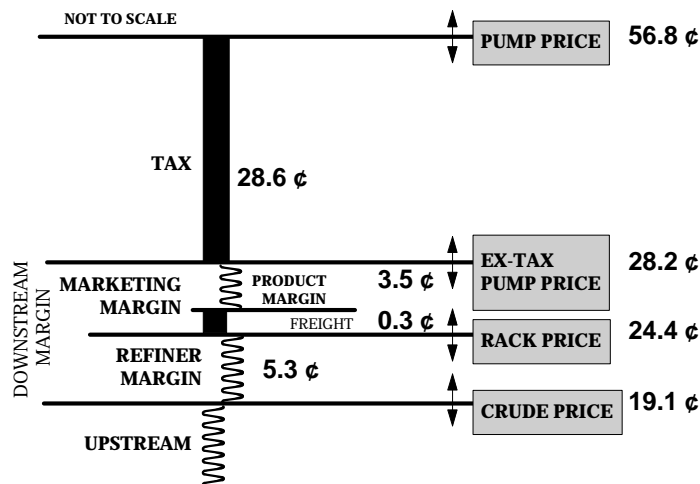 NOT TO SCALE
PUMP PRICE 56.8 ¢
TAX
28.6 ¢
DOWNSTREAM
MARGIN
MARKETING
MARGIN
PRODUCT
MARGIN
3.5 ¢
EX-TAX
PUMP PRICE
28.2 ¢
FREIGHT 0.3 ¢
RACK PRICE 24.4 ¢
REFINER
MARGIN
5.3 ¢
CRUDE PRICE 19.1 ¢
UPSTREAM